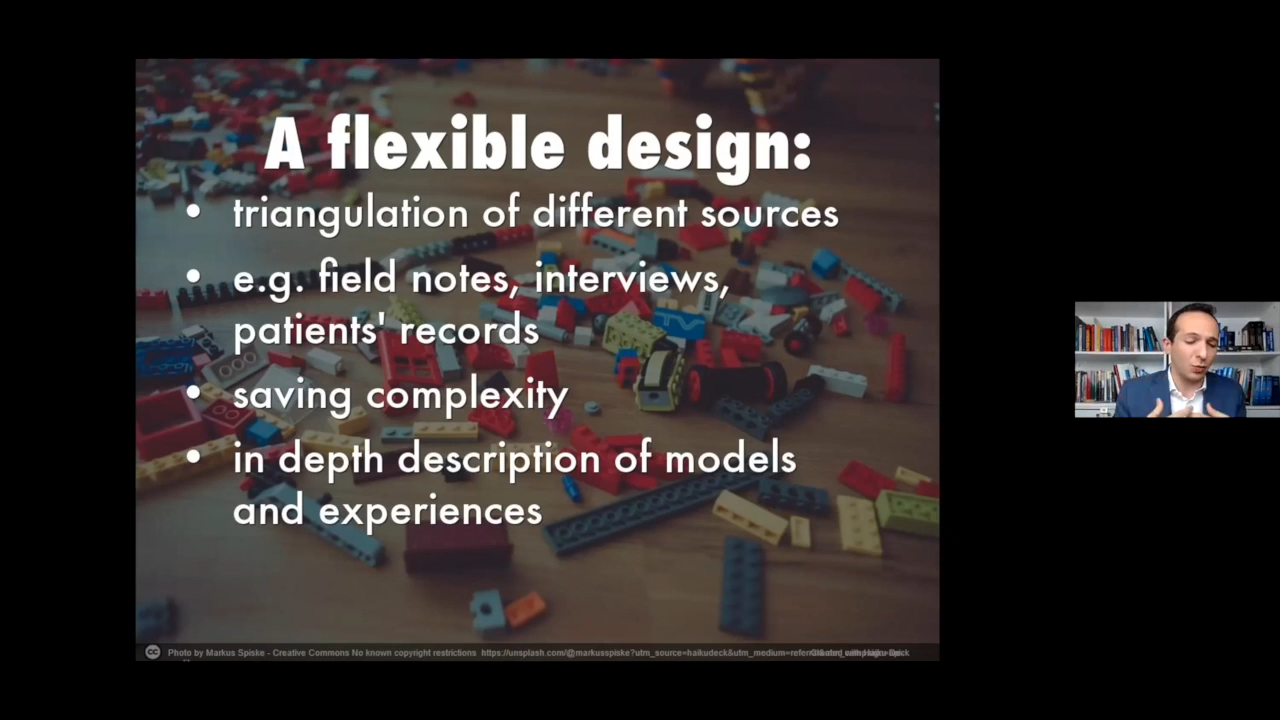 A flexible design:
• triangulation of different sources
• e.g. field notes, interviews,
patients' records
• saving complexity
• in depth description of models
and experiences
cc Photo by Markus Spiske - Creative Commons No known copyright restrictions https://unsplash.com/@markusspiske?utm_source=haikudeck&utm_medium=referral